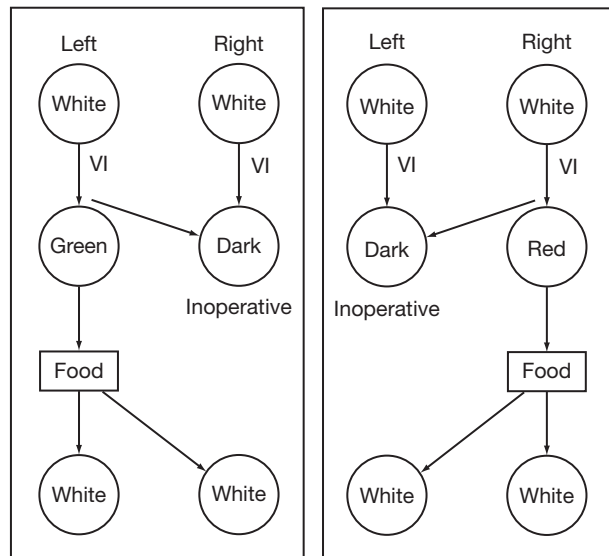 Left Right
White White
VI VI
Green Dark
Inoperative
Food
White White
Left Right
White White
VI VI
Dark Red
Inoperative
Food
White White